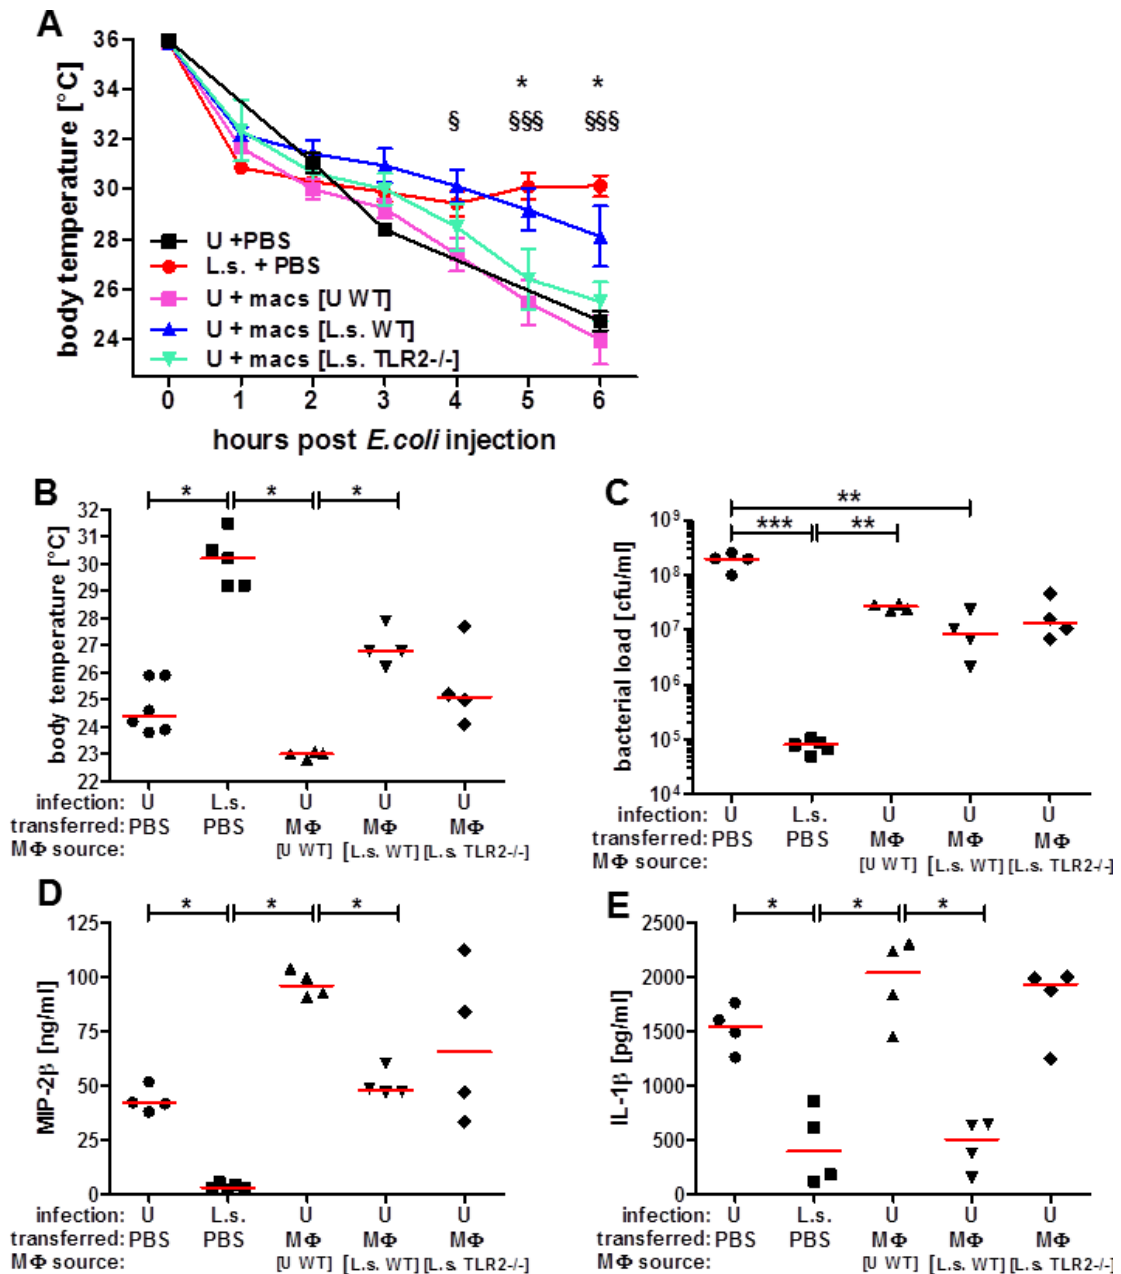 A
body temperature [°C]
36
34
32
30
28
26
24
* *
§ §§§ §§§
U +PBS
L.s. + PBS
U + macs [U WT]
U + macs [L.s. WT]
U + macs [L.s. TLR2-/-]
0 1 2 3 4 5 6
hours post E.coli injection
B
* * *
body temperature [°C]
32
31
30
29
28
27
26
25
24
23
22
infection: U L.s. U U U
transferred: PBS PBS MΦ MΦ MΦ
MΦ source: [U WT] [L.s. WT] [L.s. TLR2-/-]
C
**
*** **
bacterial load [cfu/ml]
10⁹
10⁸
10⁷
10⁶
10⁵
10⁴
infection: U L.s. U U U
transferred: PBS PBS MΦ MΦ MΦ
MΦ source: [U WT] [L.s. WT] [L.s. TLR2-/-]
D
* * *
MIP-2β [ng/ml]
125
100
75
50
25
0
infection: U L.s. U U U
transferred: PBS PBS MΦ MΦ MΦ
MΦ source: [U WT] [L.s. WT] [L.s. TLR2-/-]
E
* * *
IL-1β [pg/ml]
2500
2000
1500
1000
500
0
infection: U L.s. U U U
transferred: PBS PBS MΦ MΦ MΦ
MΦ source: [U WT] [L.s. WT] [L.s. TLR2-/-]